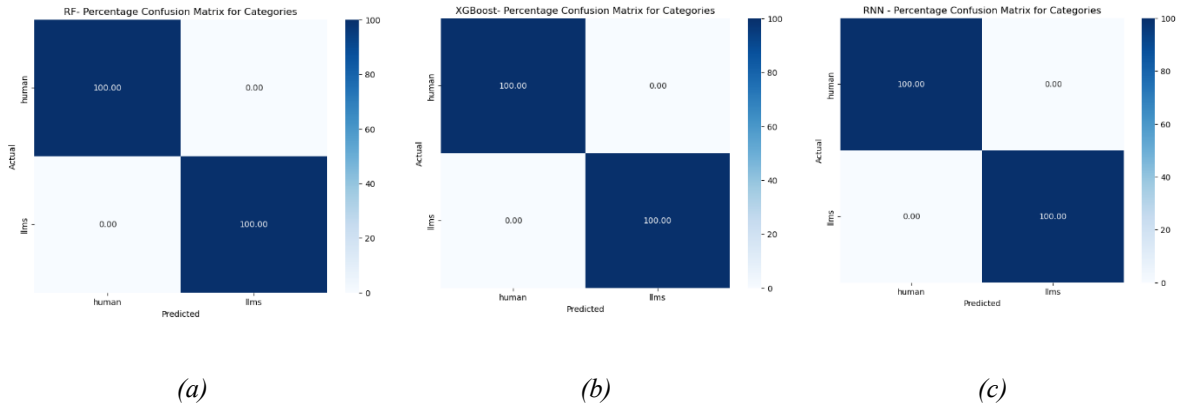 RF- Percentage Confusion Matrix for Categories
100
80
60
40
20
0
human
llms
Actual
100.00
0.00
0.00
100.00
human
llms
Predicted
(a)
XGBoost- Percentage Confusion Matrix for Categories
100
80
60
40
20
0
human
llms
Actual
100.00
0.00
0.00
100.00
human
llms
Predicted
(b)
RNN - Percentage Confusion Matrix for Categories
100
80
60
40
20
0
human
llms
Actual
100.00
0.00
0.00
100.00
human
llms
Predicted
(c)